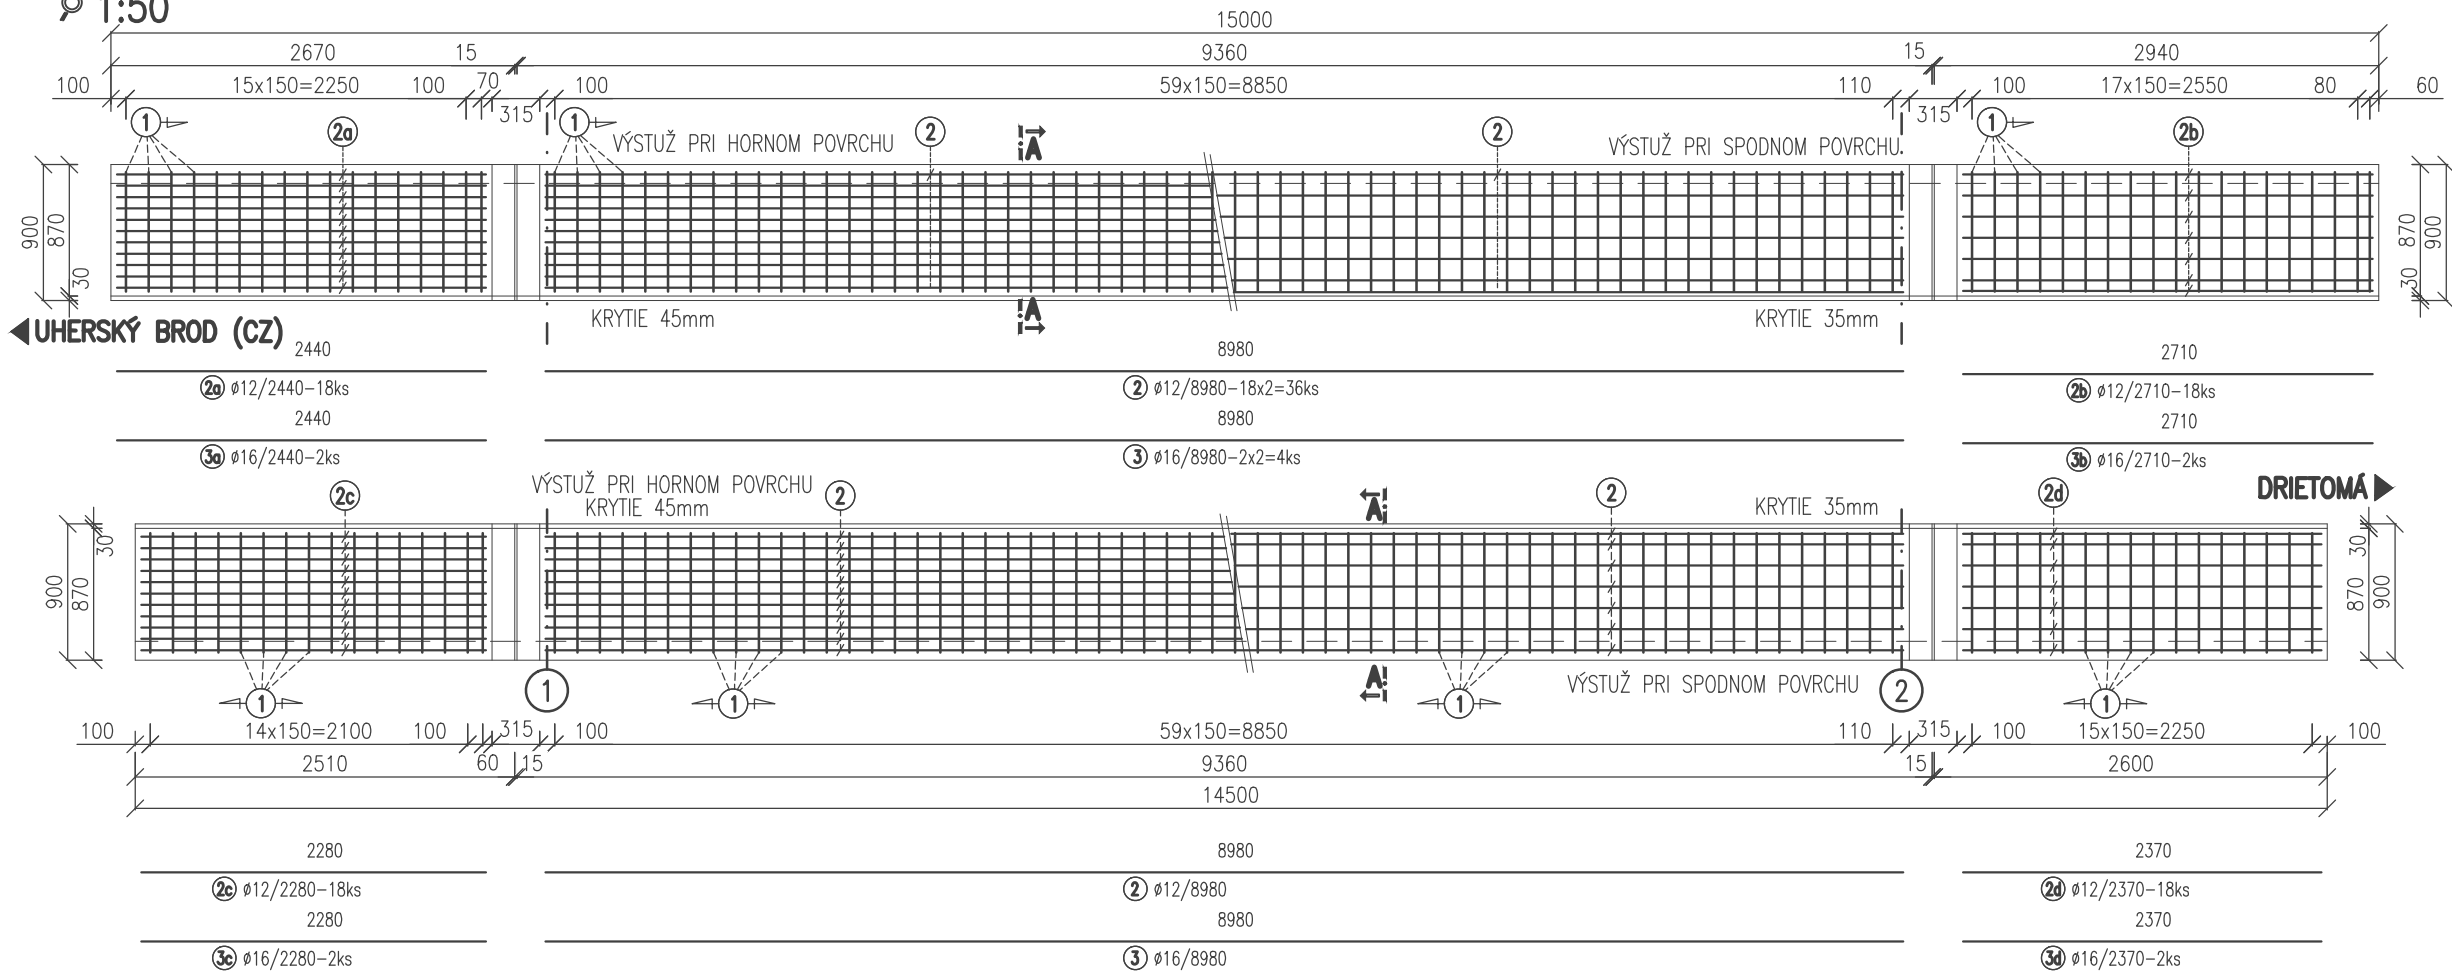 1:50
15000
2670 15 9360 15 2940
100 15x150=2250 100 70 315 100 59x150=8850 110 315 100 17x150=2550 80 60
1 2a 1 2 2 1 2b
VÝSTUŽ PRI HORNOM POVRCHU A VÝSTUŽ PRI SPODNOM POVRCHU
900 870 30 870 30 900
KRYTIE 45mm A KRYTIE 35mm
UHERSKÝ BROD (CZ)
2440 8980 2710
2a ø12/2440-18ks 2 ø12/8980-18x2=36ks 2b ø12/2710-18ks
2440 8980 2710
3a ø16/2440-2ks 3 ø16/8980-2x2=4ks 3b ø16/2710-2ks
VÝSTUŽ PRI HORNOM POVRCHU DRIETOMÁ
2c 2 2 2d
KRYTIE 45mm A KRYTIE 35mm
900 870 30 30 870 900
A VÝSTUŽ PRI SPODNOM POVRCHU
1 1 1 2 1 1
100 14x150=2100 100 315 100 59x150=8850 110 315 100 15x150=2250 100
2510 60 15 9360 15 2600
14500
2280 8980 2370
2c ø12/2280-18ks 2 ø12/8980 2d ø12/2370-18ks
2280 8980 2370
3c ø16/2280-2ks 3 ø16/8980 3d ø16/2370-2ks